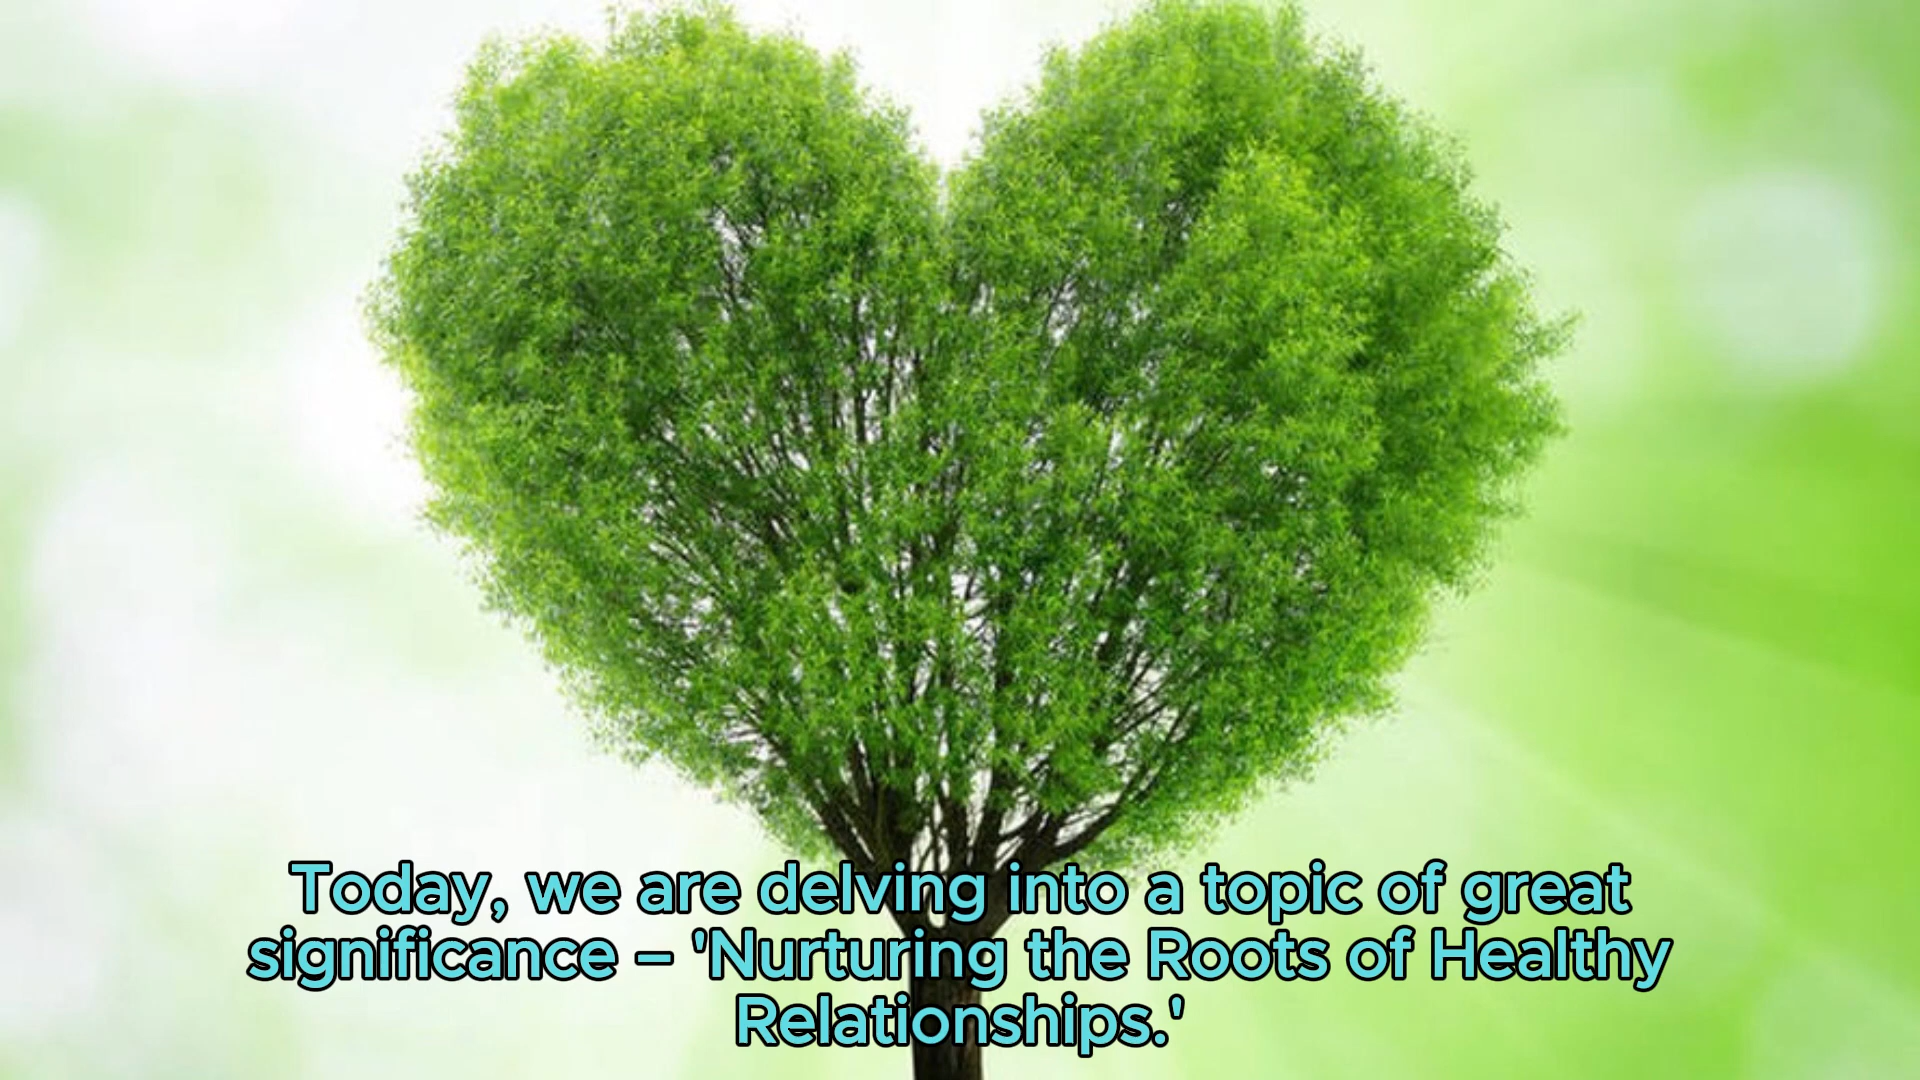 Today, we are delving into a topic of great
significance – 'Nurturing the Roots of Healthy
Relationships.'